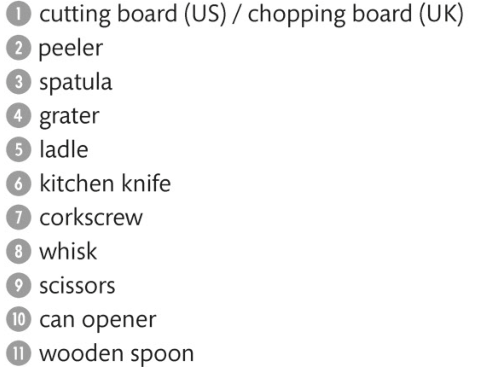 1 cutting board (US) / chopping board (UK)
2 peeler
3 spatula
4 grater
5 ladle
6 kitchen knife
7 corkscrew
8 whisk
9 scissors
10 can opener
11 wooden spoon